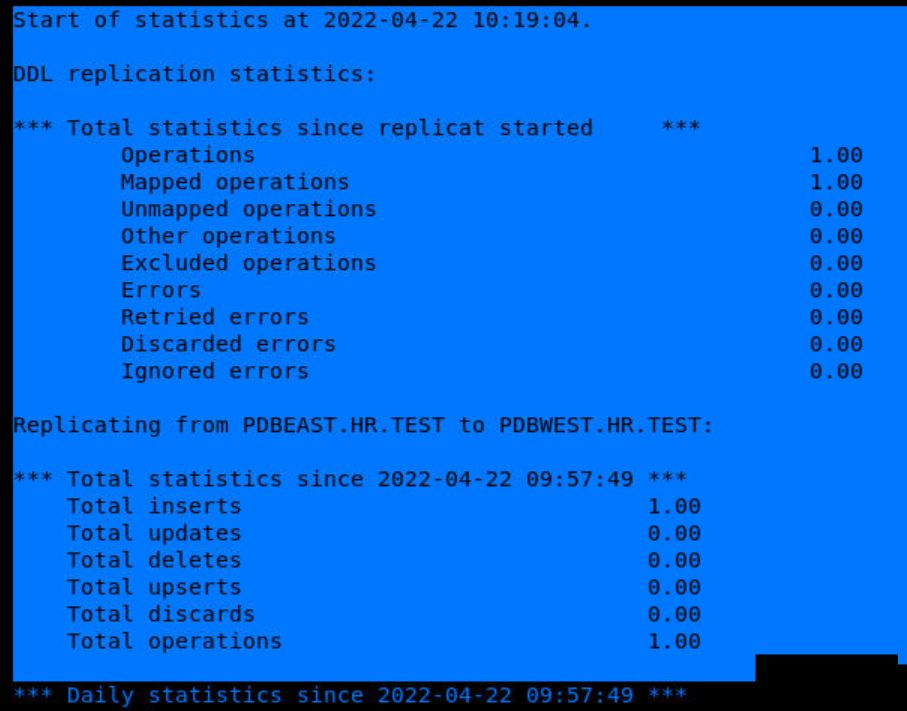 Start of statistics at 2022-04-22 10:19:04.
DDL replication statistics:
*** Total statistics since replicat started     ***
Operations 1.00
Mapped operations 1.00
Unmapped operations 0.00
Other operations 0.00
Excluded operations 0.00
Errors 0.00
Retried errors 0.00
Discarded errors 0.00
Ignored errors 0.00
Replicating from PDBEAST.HR.TEST to PDBWEST.HR.TEST:
*** Total statistics since 2022-04-22 09:57:49 ***
Total inserts 1.00
Total updates 0.00
Total deletes 0.00
Total upserts 0.00
Total discards 0.00
Total operations 1.00
*** Daily statistics since 2022-04-22 09:57:49 ***